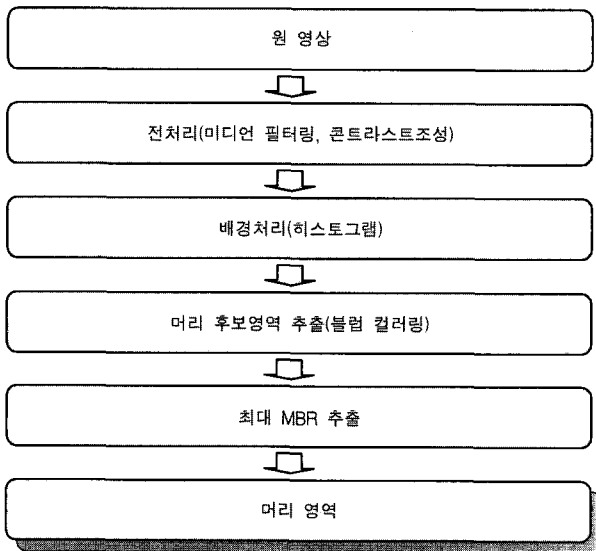 원 영상
전처리(미디언 필터링, 콘트라스트조성)
배경처리(히스토그램)
머리 후보영역 추출(블럽 컬러링)
최대 MBR 추출
머리 영역